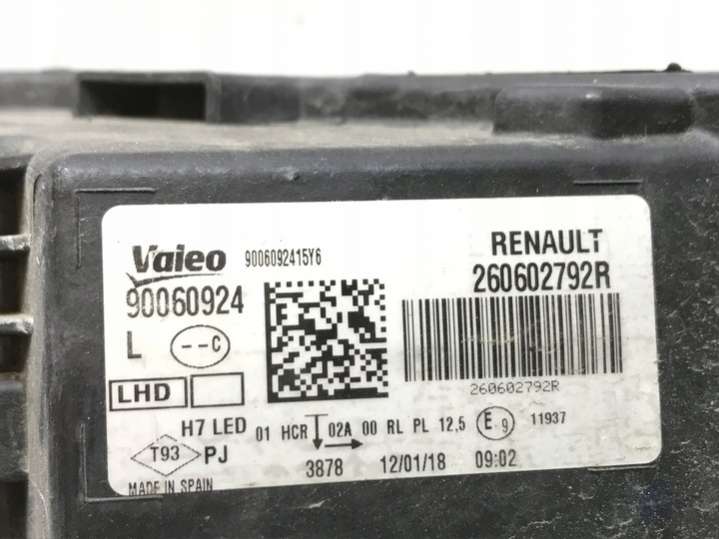 Valeo 9006092415Y6 RENAULT
90060924 260602792R
L --C
260602792R
LHD
H7 LED 01 HCR 02A 00 RL PL 12,5 E9 11937
T93 PJ 3878 12/01/18 09:02
MADE IN SPAIN